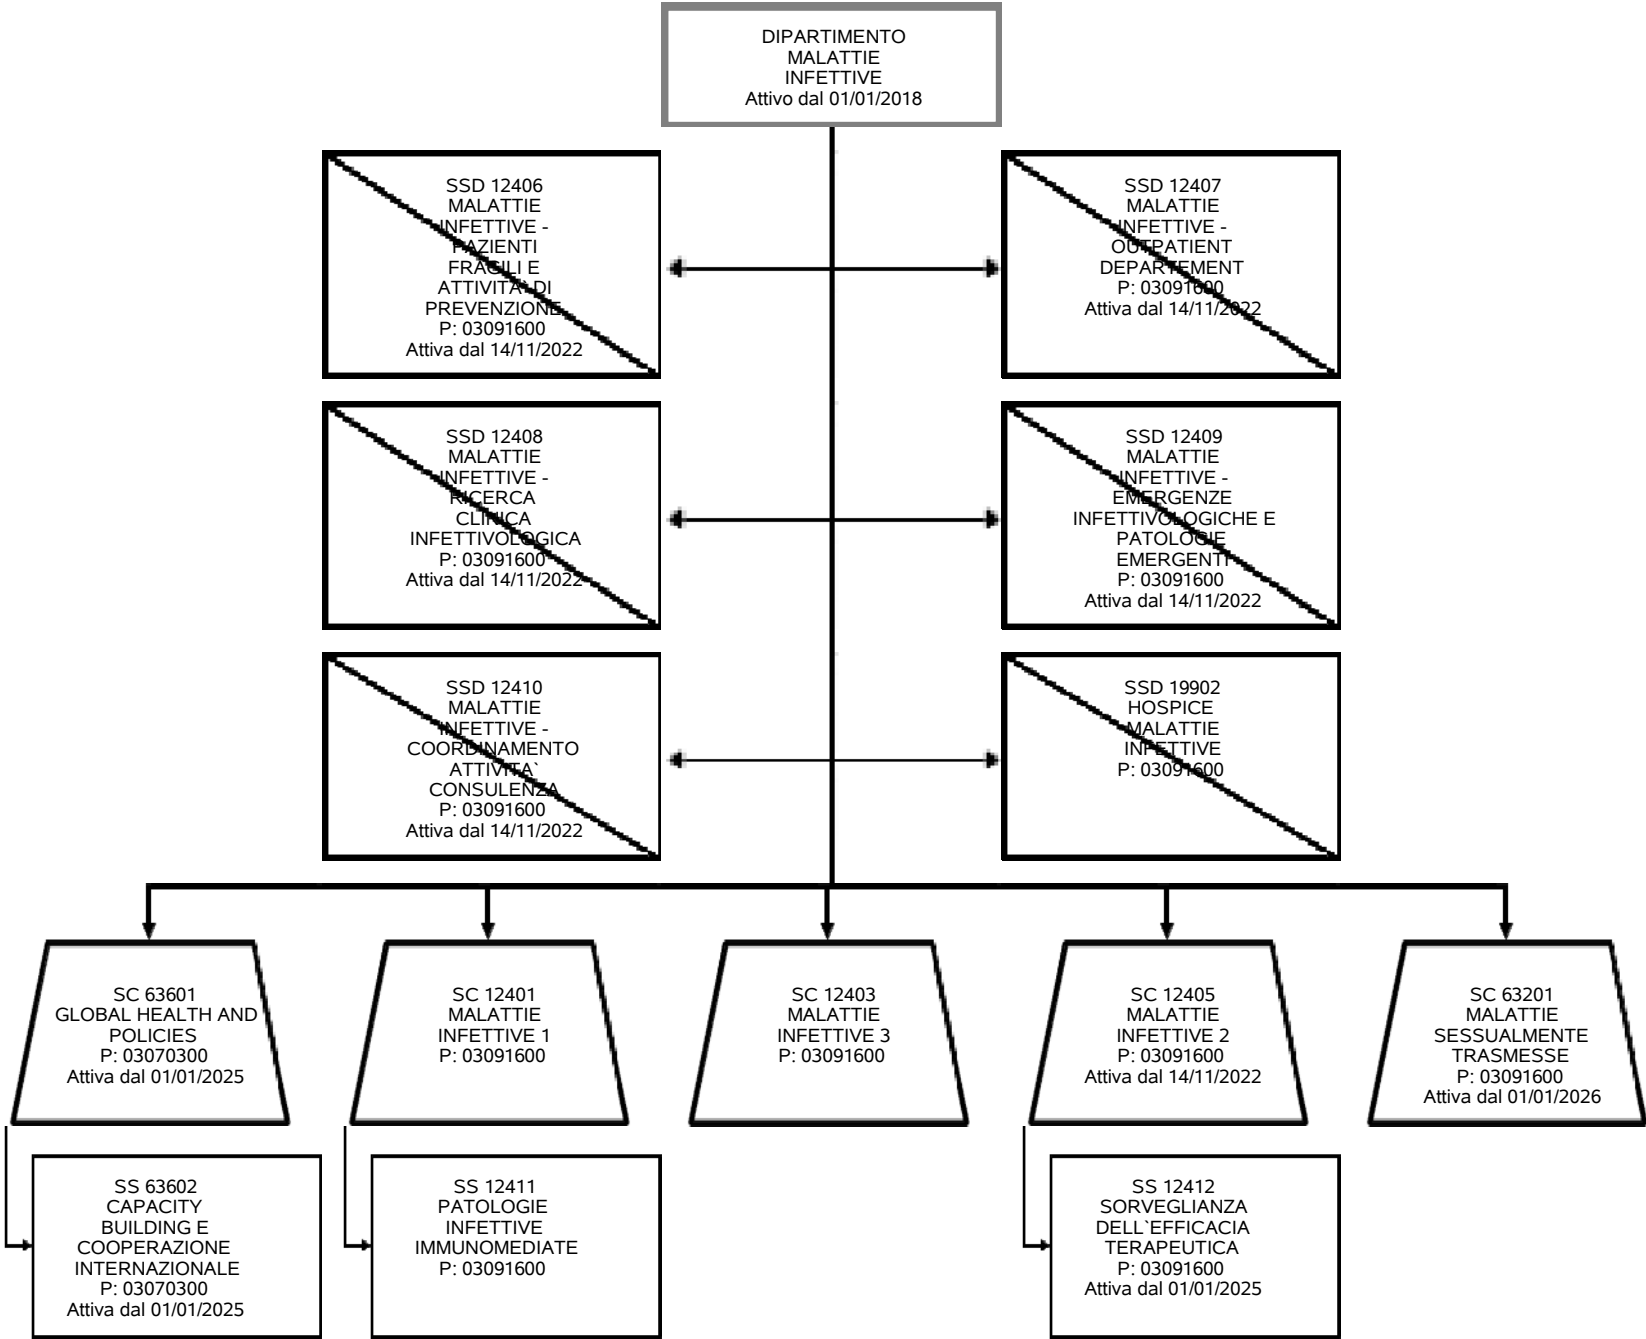 DIPARTIMENTO
MALATTIE
INFETTIVE
Attivo dal 01/01/2018
SSD 12406
MALATTIE
INFETTIVE -
PAZIENTI
FRAGILI E
ATTIVITA` DI
PREVENZIONE
P: 03091600
Attiva dal 14/11/2022
SSD 12407
MALATTIE
INFETTIVE -
OUTPATIENT
DEPARTEMENT
P: 03091600
Attiva dal 14/11/2022
SSD 12408
MALATTIE
INFETTIVE -
RICERCA
CLINICA
INFETTIVOLOGICA
P: 03091600
Attiva dal 14/11/2022
SSD 12409
MALATTIE
INFETTIVE -
EMERGENZE
INFETTIVOLOGICHE E
PATOLOGIE
EMERGENTI
P: 03091600
Attiva dal 14/11/2022
SSD 12410
MALATTIE
INFETTIVE -
COORDINAMENTO
ATTIVITA`
CONSULENZA
P: 03091600
Attiva dal 14/11/2022
SSD 19902
HOSPICE
MALATTIE
INFETTIVE
P: 03091600
SC 63601
GLOBAL HEALTH AND
POLICIES
P: 03070300
Attiva dal 01/01/2025
SC 12401
MALATTIE
INFETTIVE 1
P: 03091600
SC 12403
MALATTIE
INFETTIVE 3
P: 03091600
SC 12405
MALATTIE
INFETTIVE 2
P: 03091600
Attiva dal 14/11/2022
SC 63201
MALATTIE
SESSUALMENTE
TRASMESSE
P: 03091600
Attiva dal 01/01/2026
SS 63602
CAPACITY
BUILDING E
COOPERAZIONE
INTERNAZIONALE
P: 03070300
Attiva dal 01/01/2025
SS 12411
PATOLOGIE
INFETTIVE
IMMUNOMEDIATE
P: 03091600
SS 12412
SORVEGLIANZA
DELL`EFFICACIA
TERAPEUTICA
P: 03091600
Attiva dal 01/01/2025